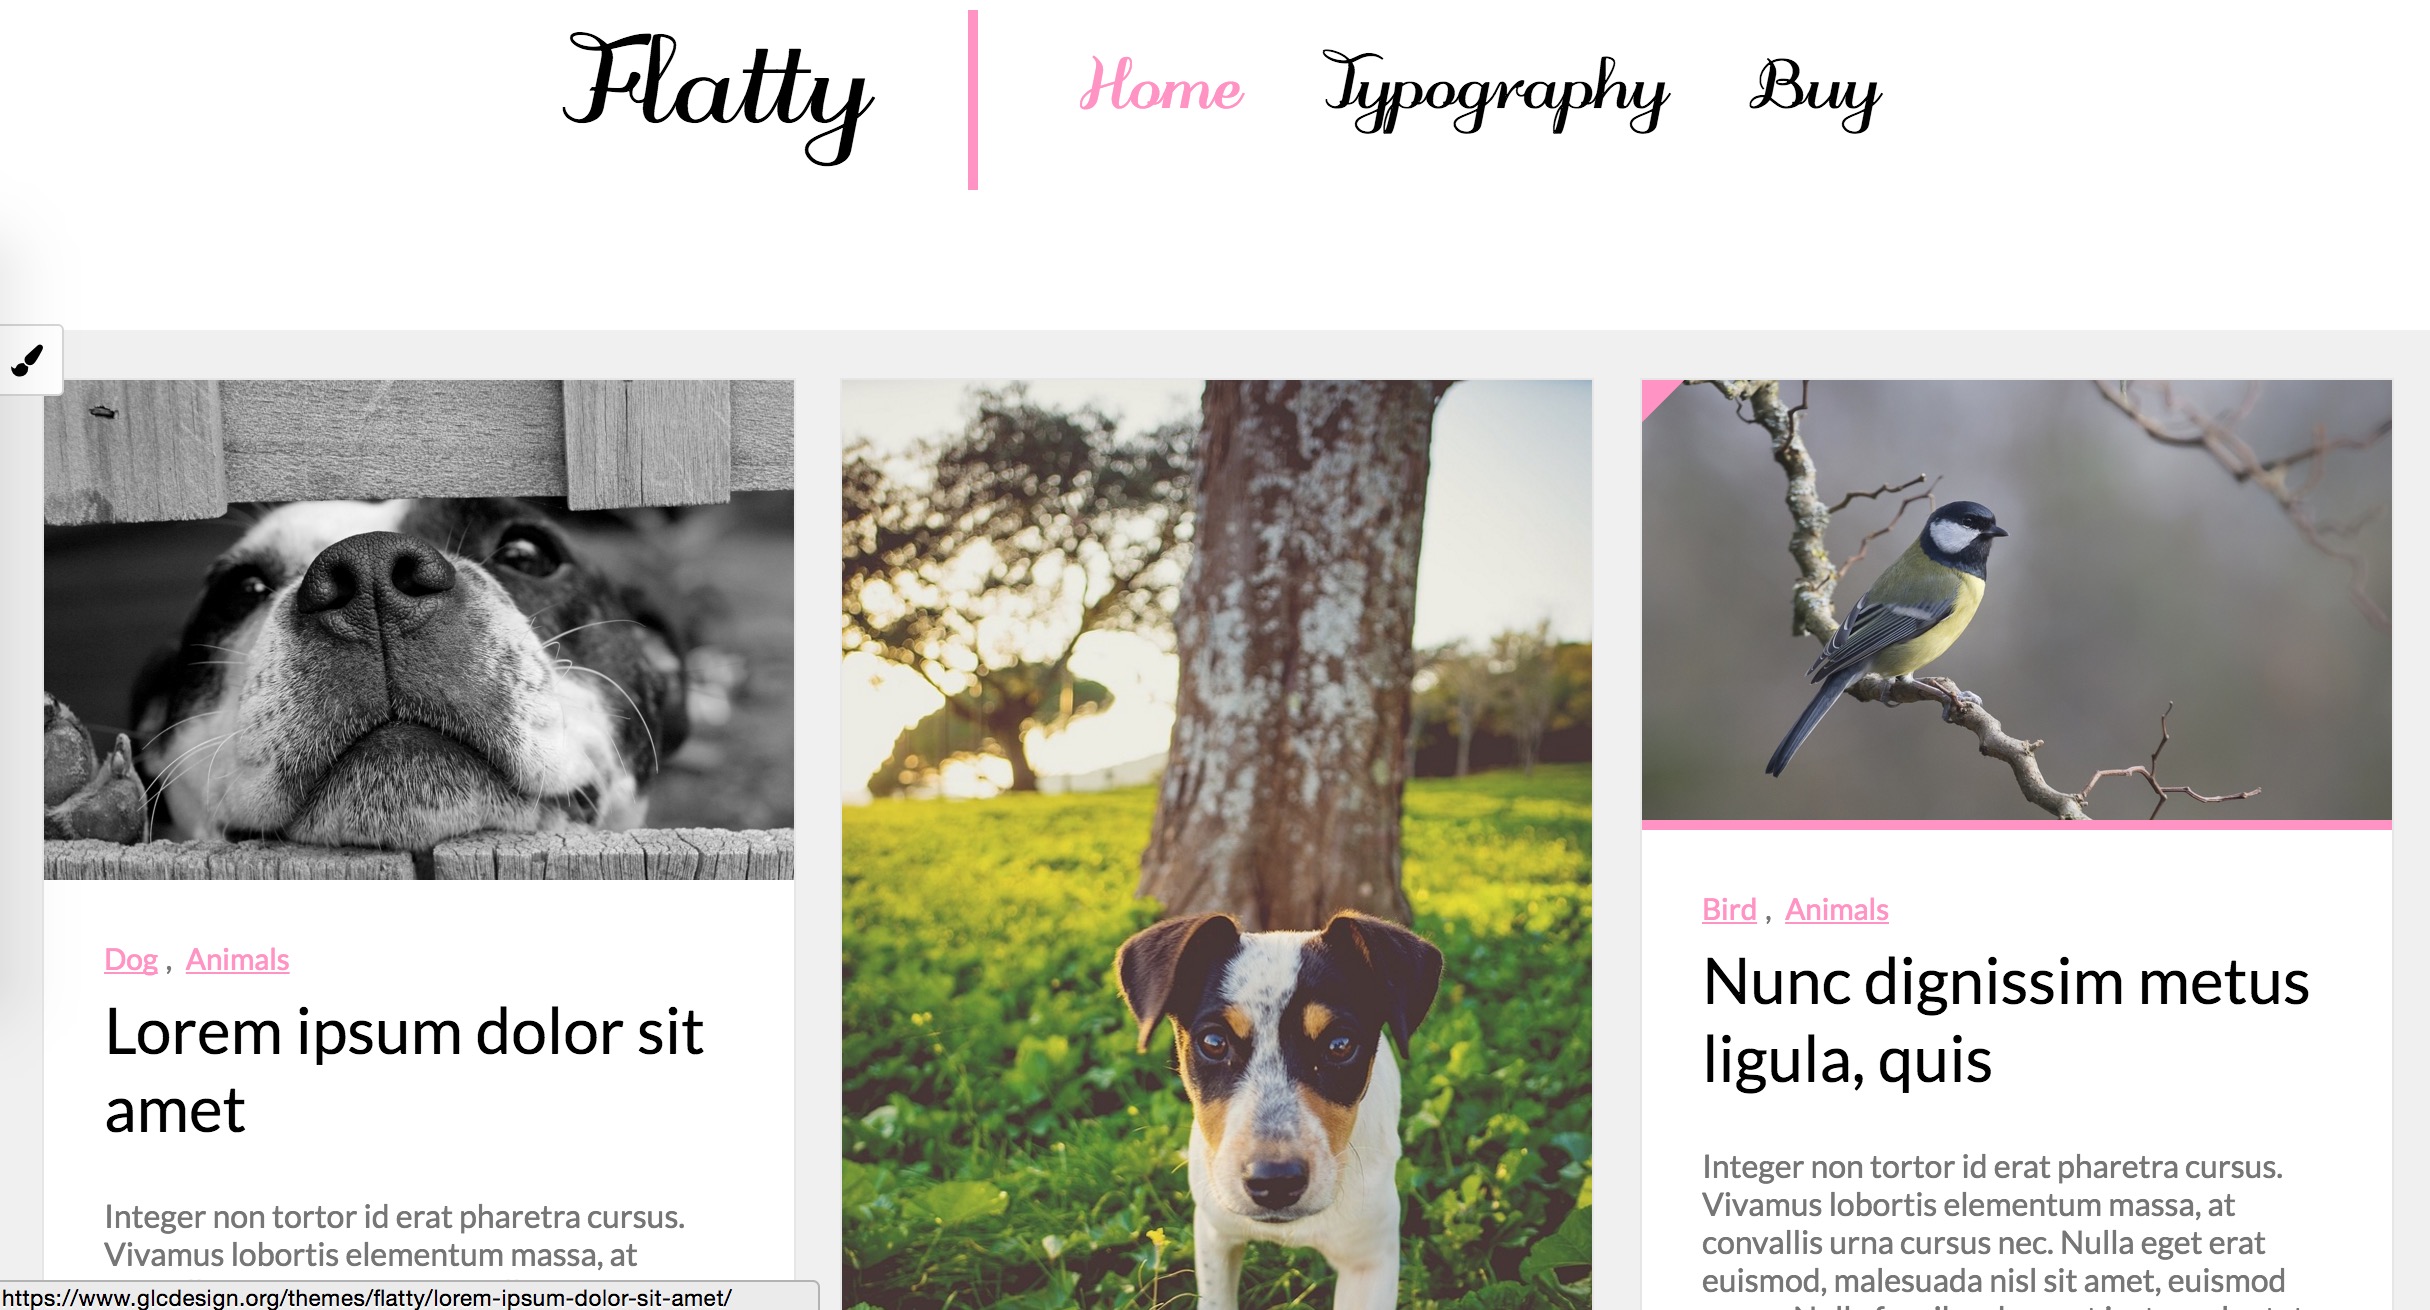 Flatty
Home Typography Buy
Dog , Animals
Lorem ipsum dolor sit
amet
Integer non tortor id erat pharetra cursus.
Vivamus lobortis elementum massa, at
Bird , Animals
Nunc dignissim metus
ligula, quis
Integer non tortor id erat pharetra cursus.
Vivamus lobortis elementum massa, at
convallis urna cursus nec. Nulla eget erat
euismod, malesuada nisl sit amet, euismod
https://www.glcdesign.org/themes/flatty/lorem-ipsum-dolor-sit-amet/